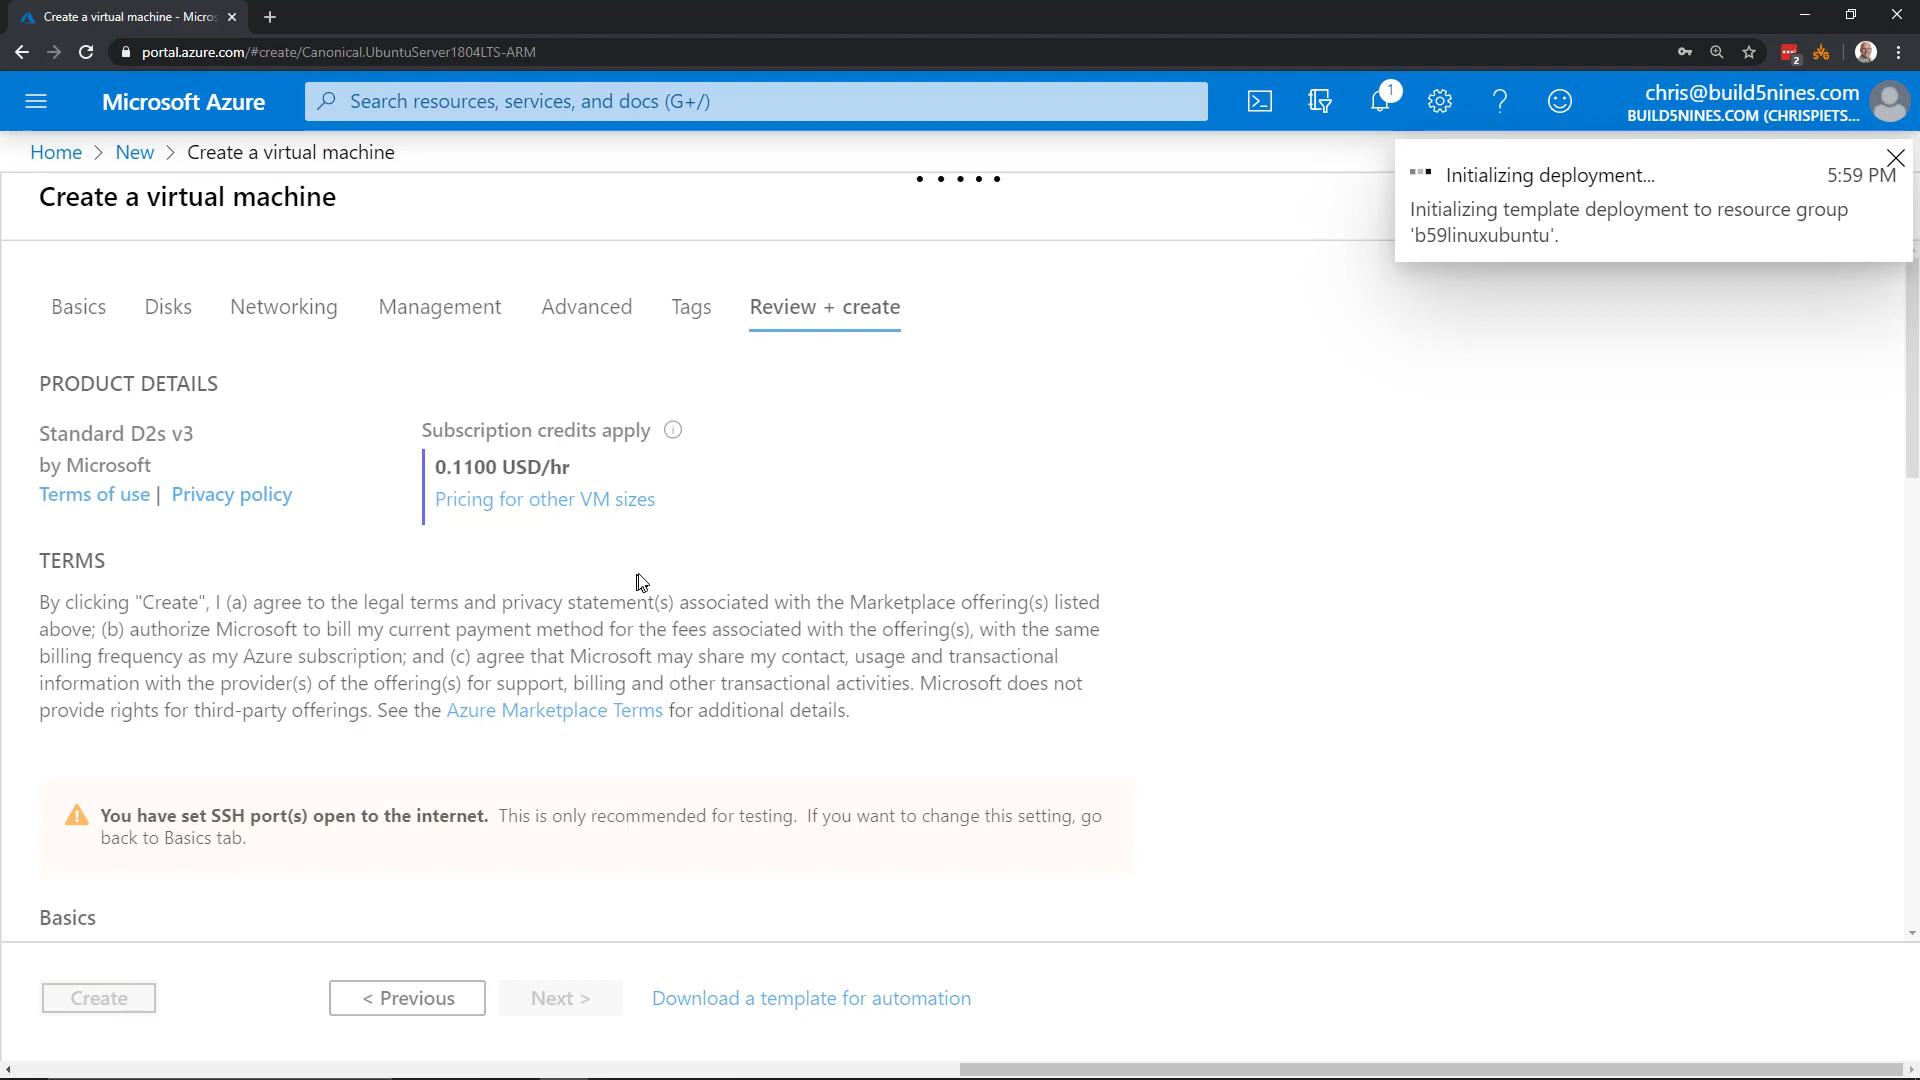 Create a virtual machine - Micros
portal.azure.com/#create/Canonical.UbuntuServer1804LTS-ARM
2
Microsoft Azure
Search resources, services, and docs (G+/)
1
chris@build5nines.com
BUILD5NINES.COM (CHRISPIETS...
Home > New > Create a virtual machine
Create a virtual machine
Initializing deployment... 5:59 PM
Initializing template deployment to resource group
'b59linuxubuntu'.
Basics Disks Networking Management Advanced Tags Review + create
PRODUCT DETAILS
Standard D2s v3
by Microsoft
Terms of use | Privacy policy
Subscription credits apply
0.1100 USD/hr
Pricing for other VM sizes
TERMS
By clicking "Create", I (a) agree to the legal terms and privacy statement(s) associated with the Marketplace offering(s) listed
above; (b) authorize Microsoft to bill my current payment method for the fees associated with the offering(s), with the same
billing frequency as my Azure subscription; and (c) agree that Microsoft may share my contact, usage and transactional
information with the provider(s) of the offering(s) for support, billing and other transactional activities. Microsoft does not
provide rights for third-party offerings. See the Azure Marketplace Terms for additional details.
You have set SSH port(s) open to the internet. This is only recommended for testing. If you want to change this setting, go
back to Basics tab.
Basics
Create < Previous Next > Download a template for automation